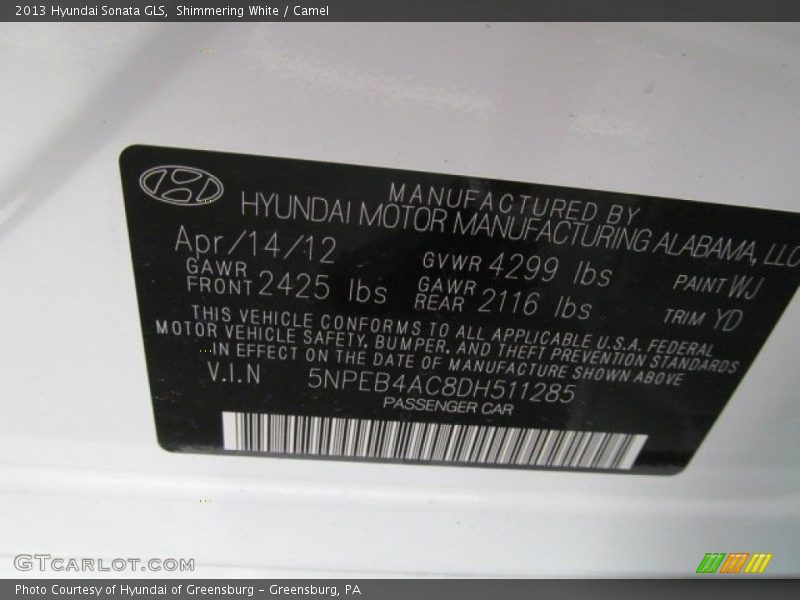 2013 Hyundai Sonata GLS,  Shimmering White / Camel
MANUFACTURED BY
HYUNDAI MOTOR MANUFACTURING ALABAMA, LLC
Apr/14/12 GVWR 4299 lbs PAINT WJ
GAWR FRONT 2425 lbs GAWR REAR 2116 lbs TRIM YD
THIS VEHICLE CONFORMS TO ALL APPLICABLE U.S.A. FEDERAL
MOTOR VEHICLE SAFETY, BUMPER, AND THEFT PREVENTION STANDARDS
IN EFFECT ON THE DATE OF MANUFACTURE SHOWN ABOVE
V.I.N 5NPEB4AC8DH511285
PASSENGER CAR
GTCARLOT.COM
Photo Courtesy of Hyundai of Greensburg - Greensburg, PA